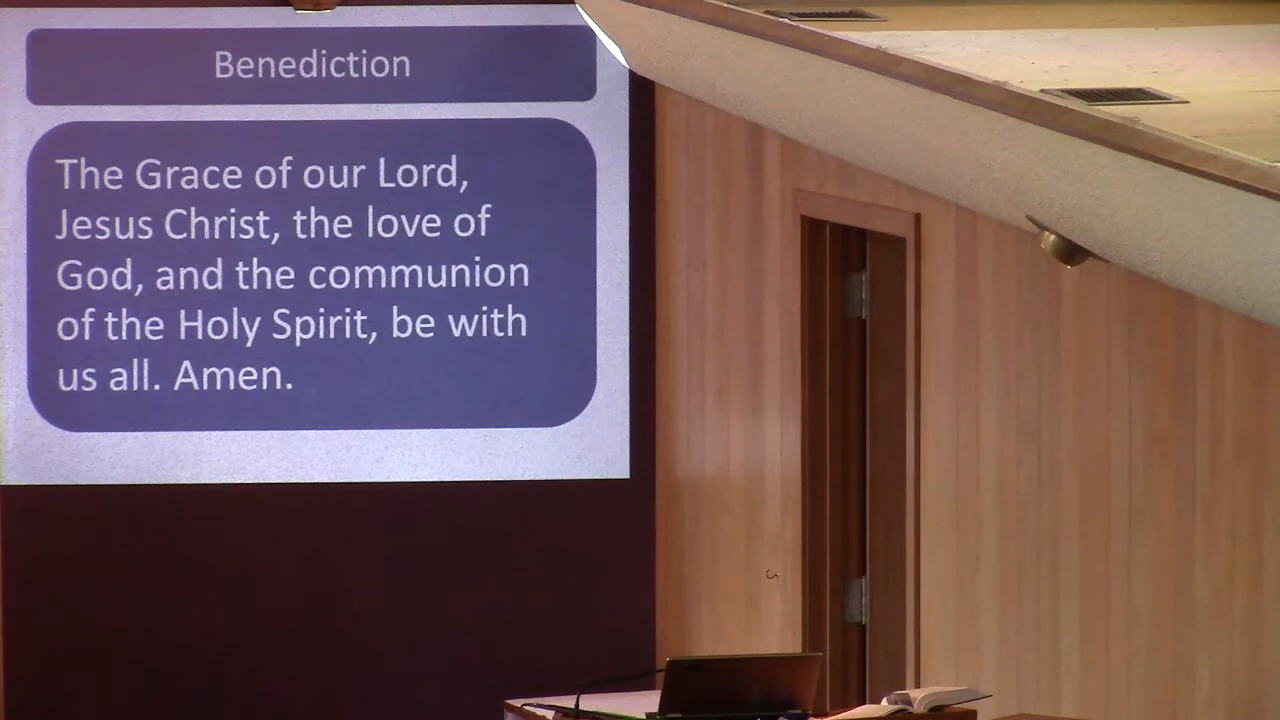 Benediction
The Grace of our Lord,
Jesus Christ, the love of
God, and the communion
of the Holy Spirit, be with
us all. Amen.